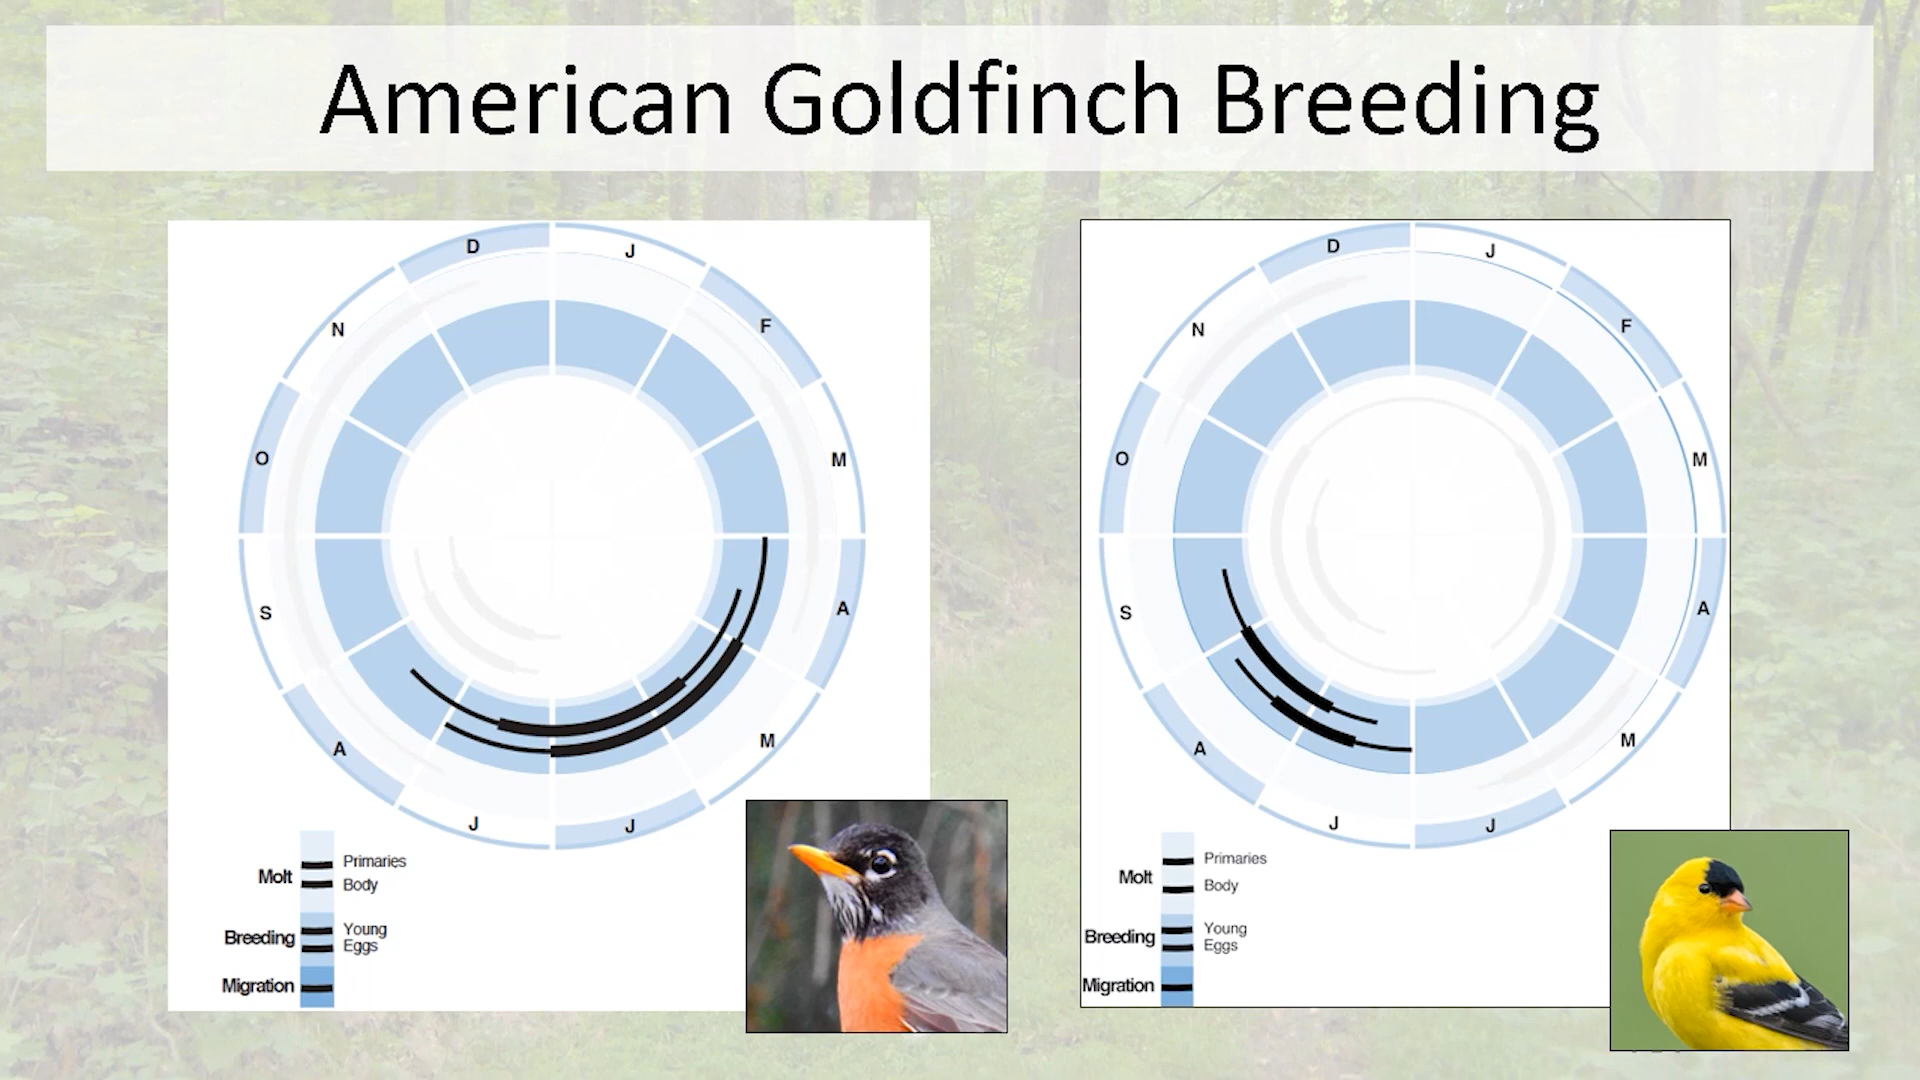 American Goldfinch Breeding
D
J
N
F
O
M
S
A
A
M
J
J
Molt
Primaries
Body
Breeding
Young
Eggs
Migration
D
J
N
F
O
M
S
A
A
M
J
J
Molt
Primaries
Body
Breeding
Young
Eggs
Migration